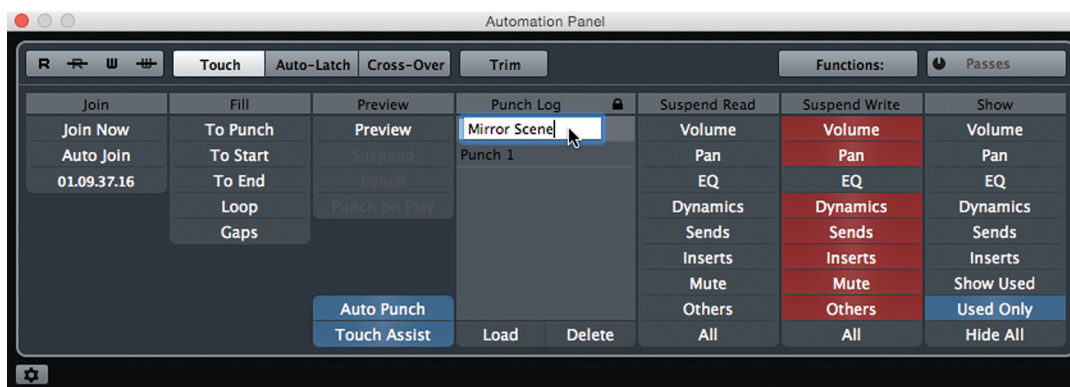 Automation Panel
R R W W Touch Auto-Latch Cross-Over Trim Functions: Passes
Join Fill Preview Punch Log Suspend Read Suspend Write Show
Join Now To Punch Preview Mirror Scene Volume Volume Volume
Auto Join To Start Suspend Punch 1 Pan Pan Pan
01.09.37.16 To End Punch EQ EQ EQ
Loop Punch on Play Dynamics Dynamics Dynamics
Gaps Sends Sends Sends
Inserts Inserts Inserts
Mute Mute Show Used
Auto Punch Others Others Used Only
Touch Assist Load Delete All All Hide All